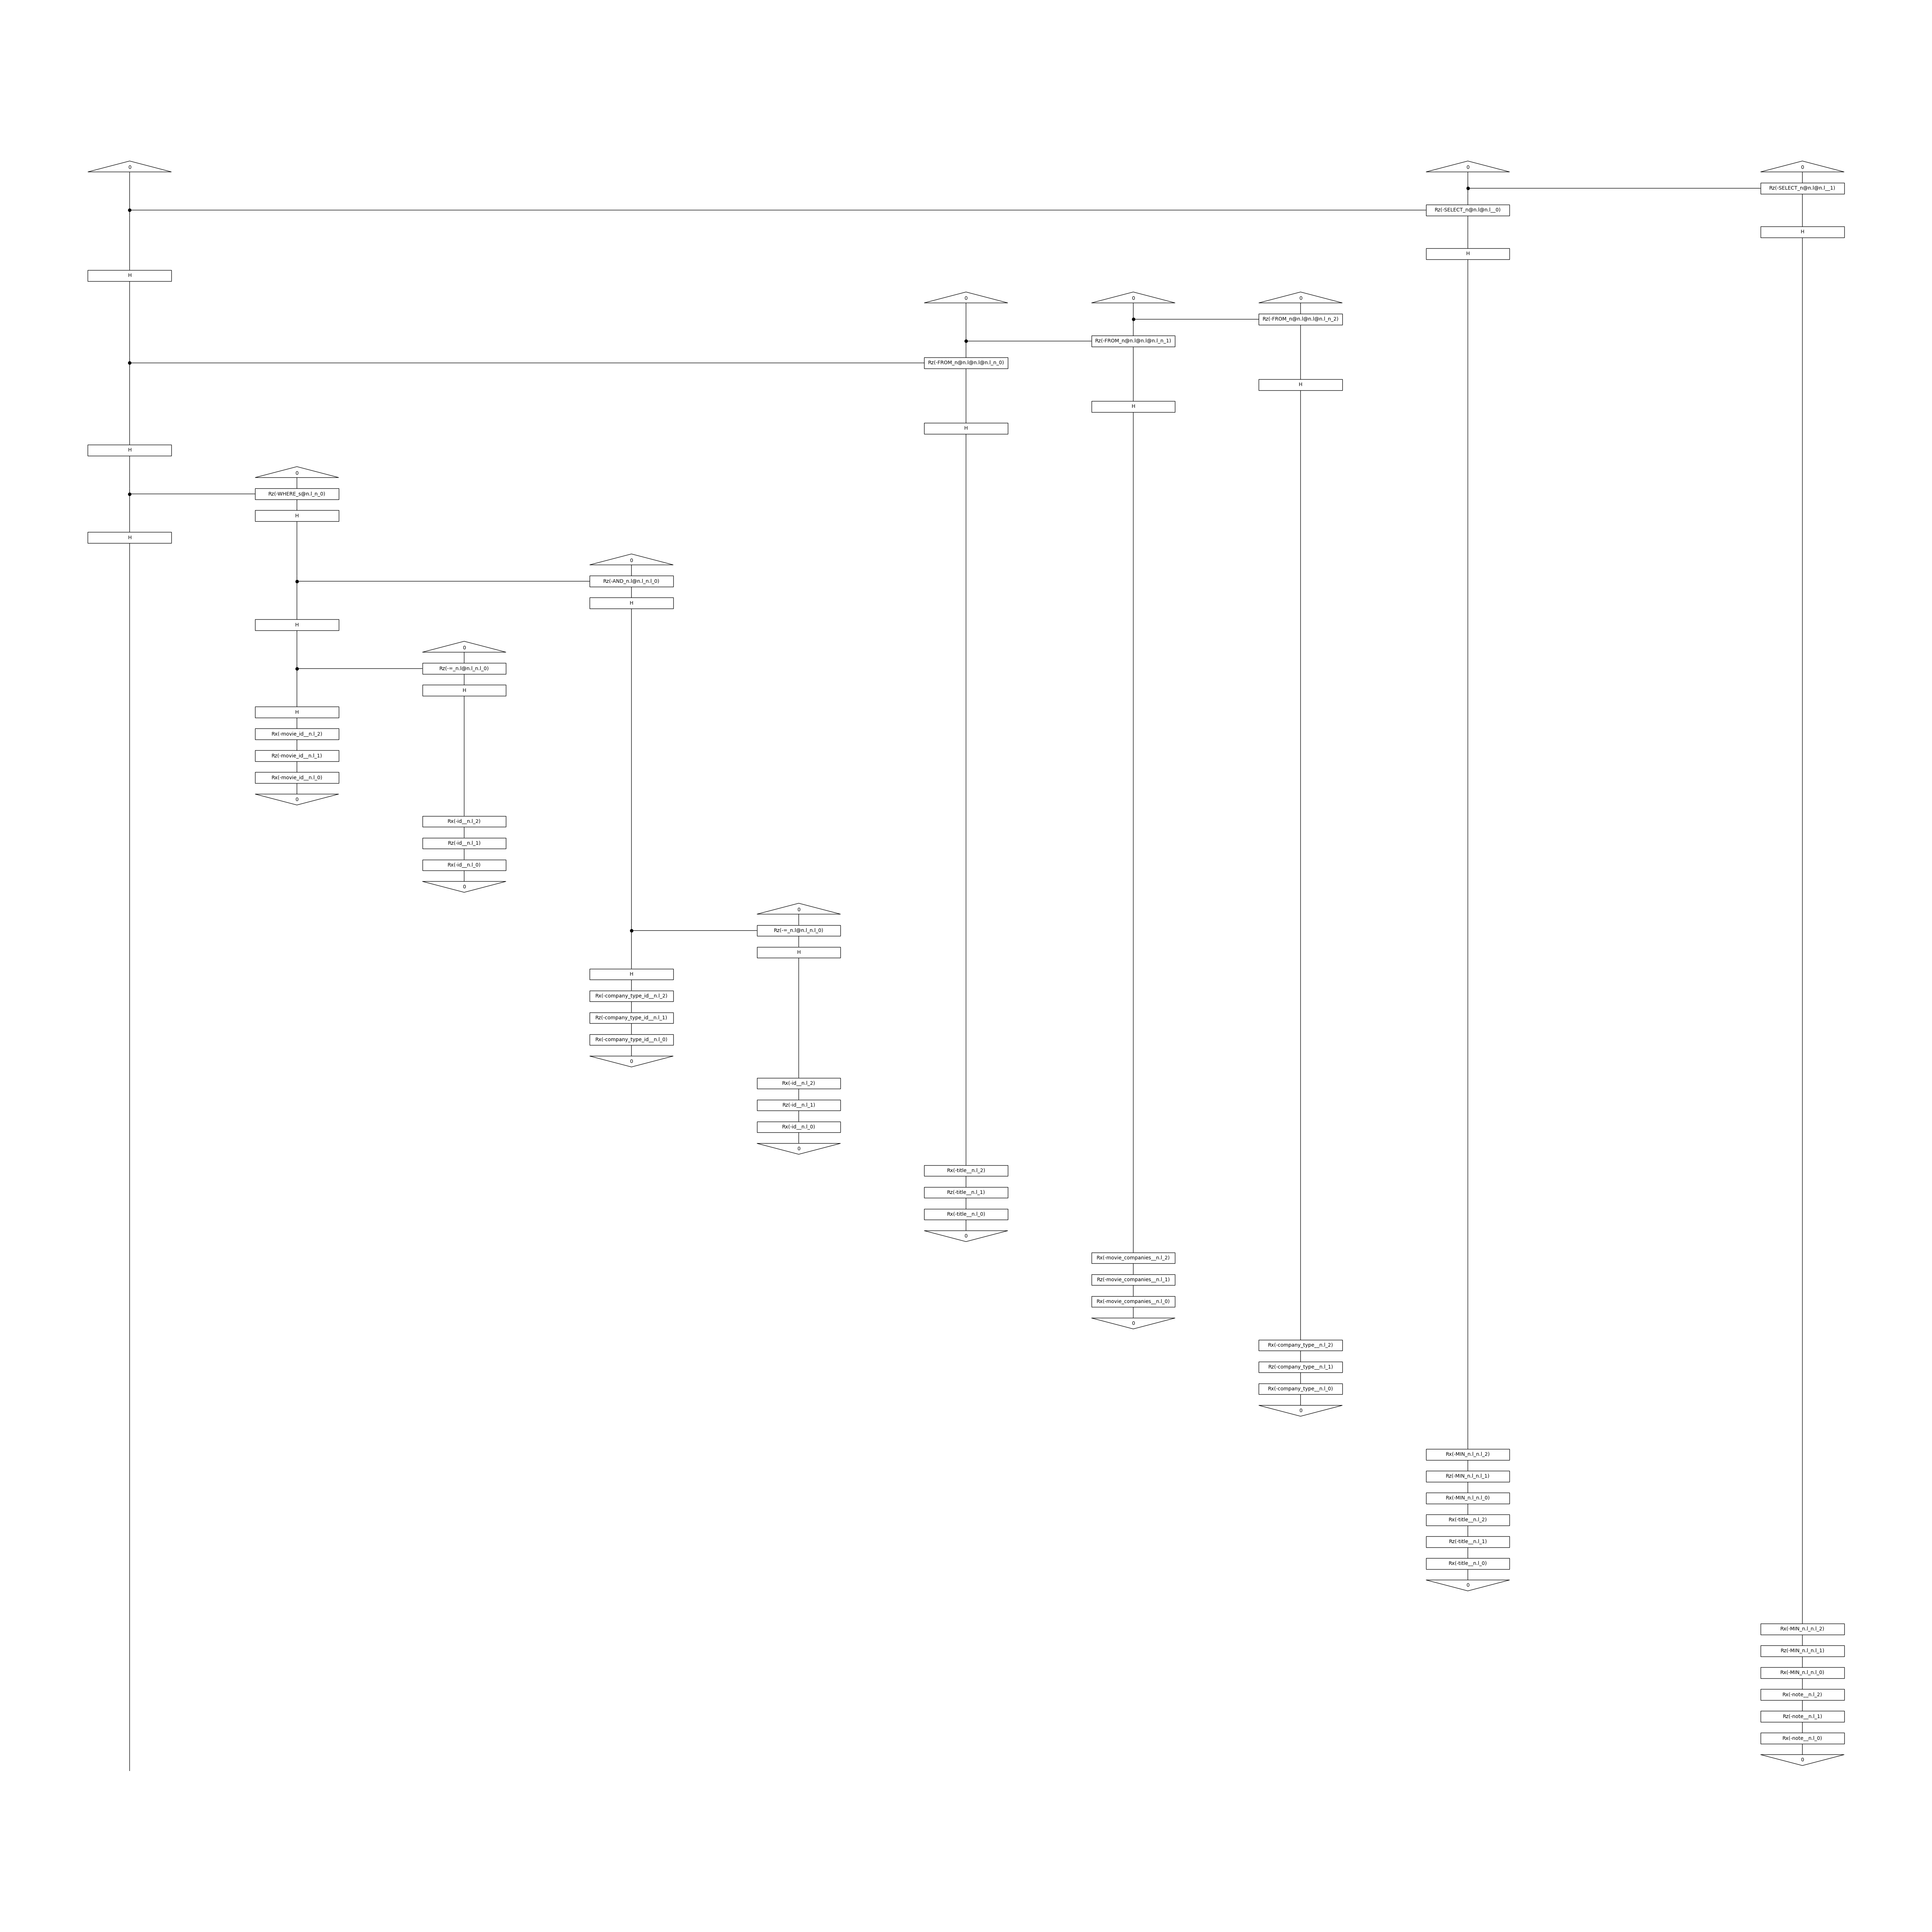 0 0 0
Rz(-SELECT_n@n.l@n.l__1)
Rz(-SELECT_n@n.l@n.l__0)
H
H
H
0 0 0
Rz(-FROM_n@n.l@n.l@n.l_n_2)
Rz(-FROM_n@n.l@n.l@n.l_n_1)
Rz(-FROM_n@n.l@n.l@n.l_n_0)
H
H
H
H
0
Rz(-WHERE_s@n.l_n_0)
H
H
0
Rz(-AND_n.l@n.l_n.l_0)
H
H
0
Rz(-=_n.l@n.l_n.l_0)
H
H
Rx(-movie_id__n.l_2)
Rz(-movie_id__n.l_1)
Rx(-movie_id__n.l_0)
0
Rx(-id__n.l_2)
Rz(-id__n.l_1)
Rx(-id__n.l_0)
0
0
Rz(-=_n.l@n.l_n.l_0)
H
H
Rx(-company_type_id__n.l_2)
Rz(-company_type_id__n.l_1)
Rx(-company_type_id__n.l_0)
0
Rx(-id__n.l_2)
Rz(-id__n.l_1)
Rx(-id__n.l_0)
0
Rx(-title__n.l_2)
Rz(-title__n.l_1)
Rx(-title__n.l_0)
0
Rx(-movie_companies__n.l_2)
Rz(-movie_companies__n.l_1)
Rx(-movie_companies__n.l_0)
0
Rx(-company_type__n.l_2)
Rz(-company_type__n.l_1)
Rx(-company_type__n.l_0)
0
Rx(-MIN_n.l_n.l_2)
Rz(-MIN_n.l_n.l_1)
Rx(-MIN_n.l_n.l_0)
Rx(-title__n.l_2)
Rz(-title__n.l_1)
Rx(-title__n.l_0)
0
Rx(-MIN_n.l_n.l_2)
Rz(-MIN_n.l_n.l_1)
Rx(-MIN_n.l_n.l_0)
Rx(-note__n.l_2)
Rz(-note__n.l_1)
Rx(-note__n.l_0)
0